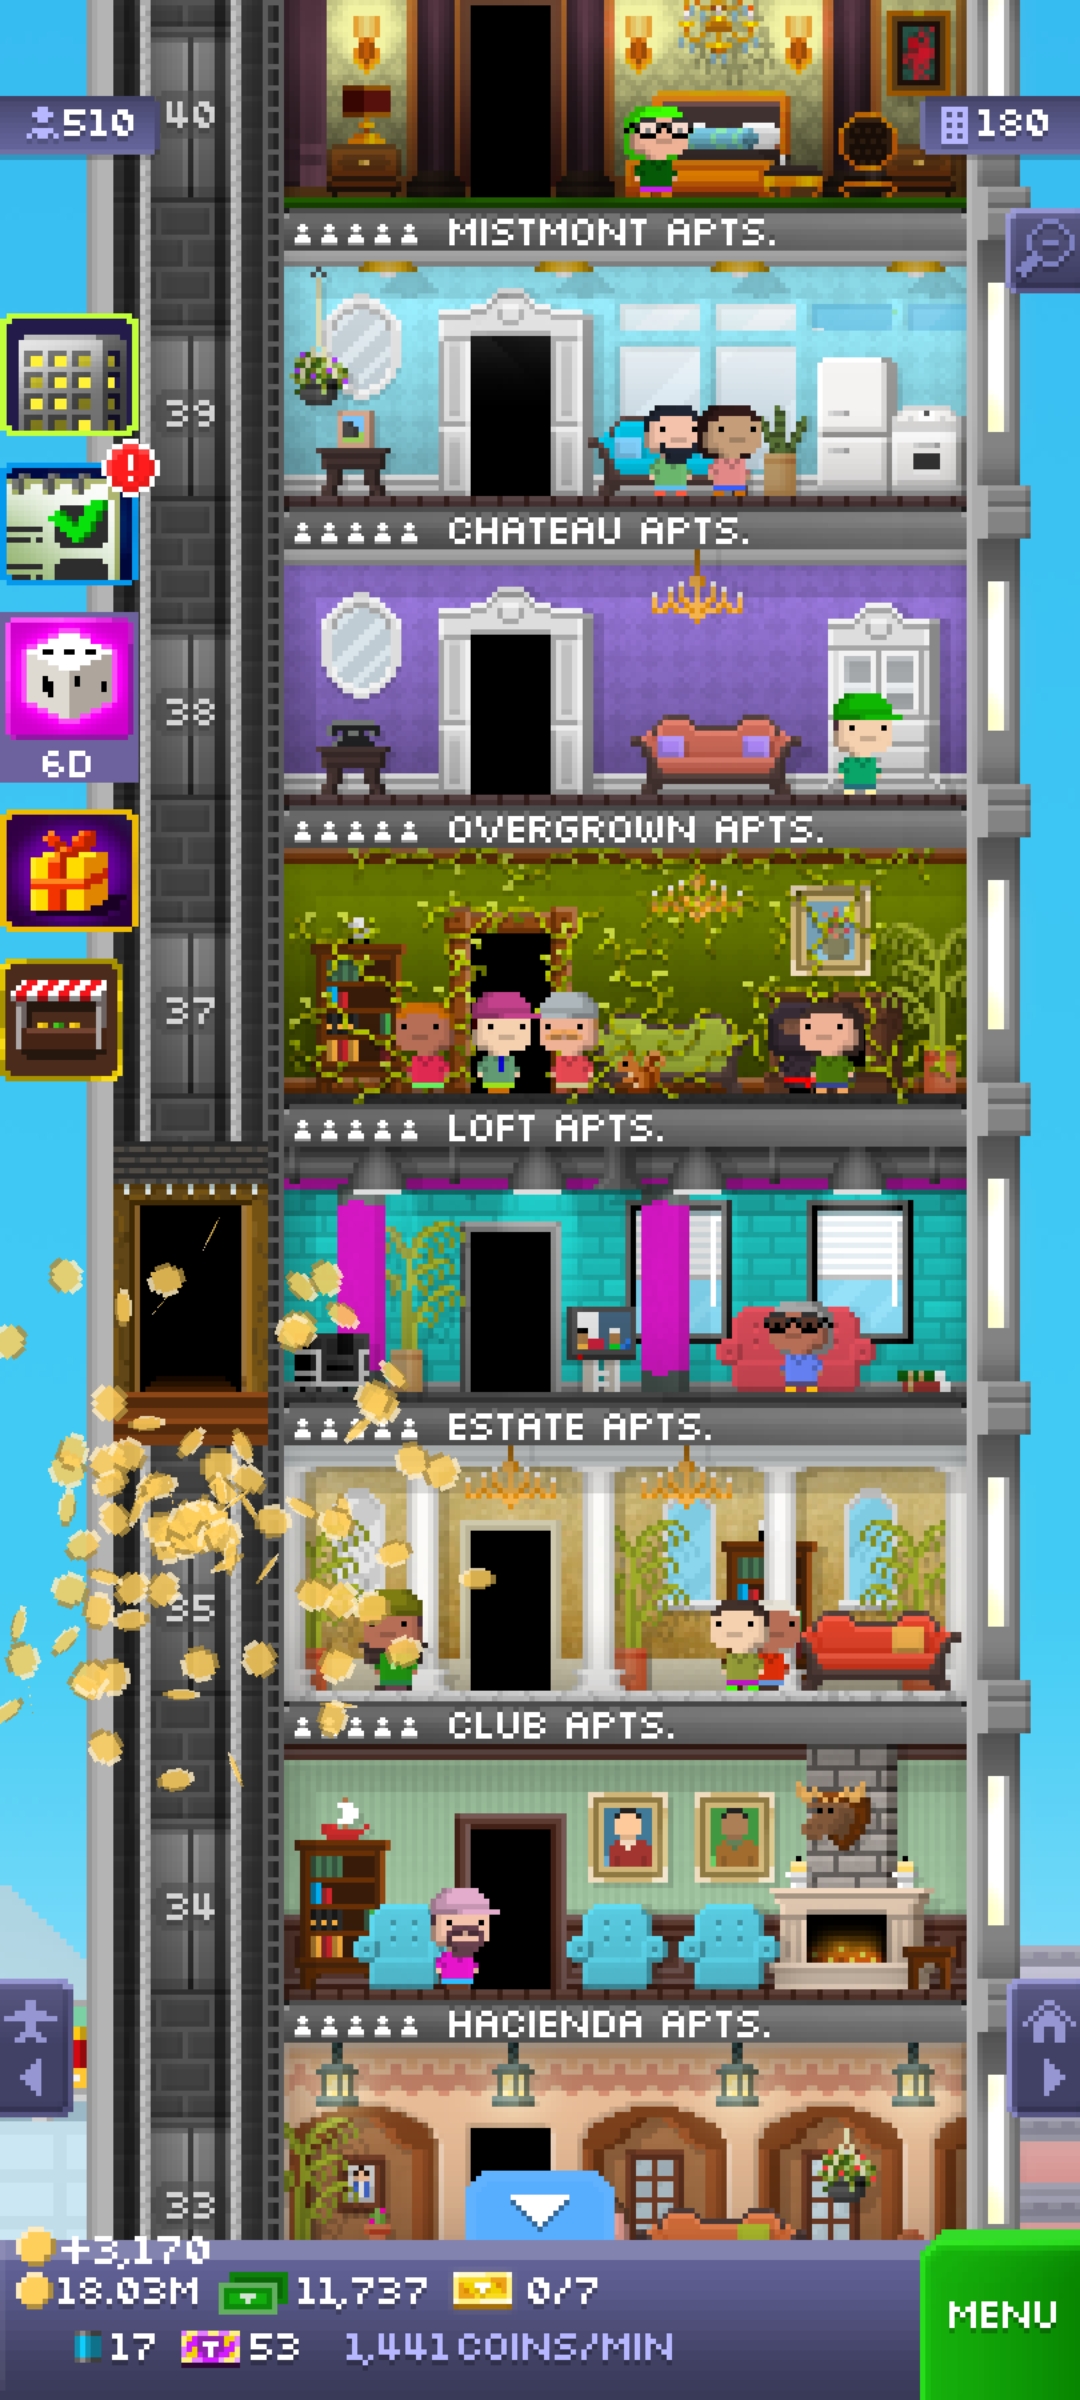 40
510
180
MISTMONT APTS.
39
CHATEAU APTS.
38
6D
OVERGROWN APTS.
37
LOFT APTS.
ESTATE APTS.
35
CLUB APTS.
34
HACIENDA APTS.
33
+3,170
18.03M 11,737 0/7
17 53 1,441 COINS/MIN
MENU